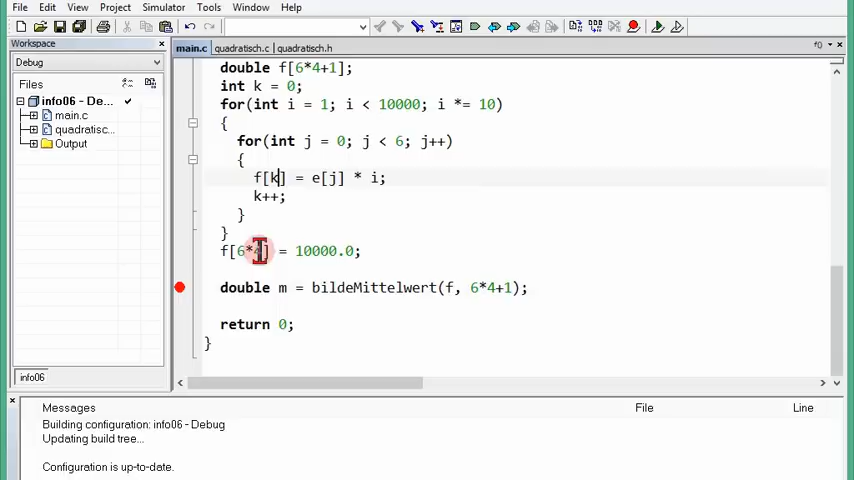 File Edit View Project Simulator Tools Window Help
Workspace
main.c quadratisch.c quadratisch.h
f()
Debug
Files
info06 - De...
main.c
quadratisc...
Output
info06
double f[6*4+1];
int k = 0;
for(int i = 1; i < 10000; i *= 10)
{
for(int j = 0; j < 6; j++)
{
f[k] = e[j] * i;
k++;
}
}
f[6*4] = 10000.0;
double m = bildeMittelwert(f, 6*4+1);
return 0;
}
Messages File Line
Building configuration: info06 - Debug
Updating build tree...
Configuration is up-to-date.